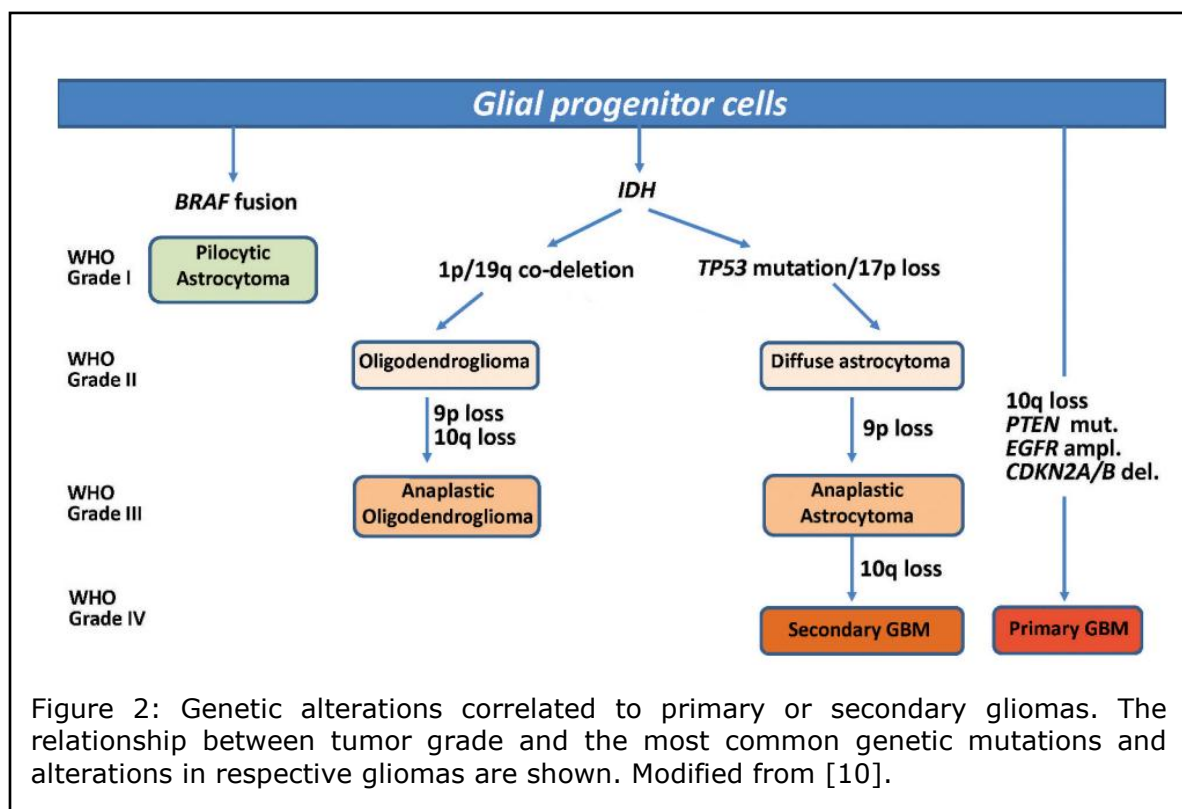 Glial progenitor cells
BRAF fusion
IDH
WHO
Grade I
Pilocytic
Astrocytoma
1p/19q co-deletion
TP53 mutation/17p loss
WHO
Grade II
Oligodendroglioma
Diffuse astrocytoma
9p loss
10q loss
9p loss
10q loss
PTEN mut.
EGFR ampl.
CDKN2A/B del.
WHO
Grade III
Anaplastic
Oligodendroglioma
Anaplastic
Astrocytoma
10q loss
WHO
Grade IV
Secondary GBM
Primary GBM
Figure 2: Genetic alterations correlated to primary or secondary gliomas. The
relationship between tumor grade and the most common genetic mutations and
alterations in respective gliomas are shown. Modified from [10].